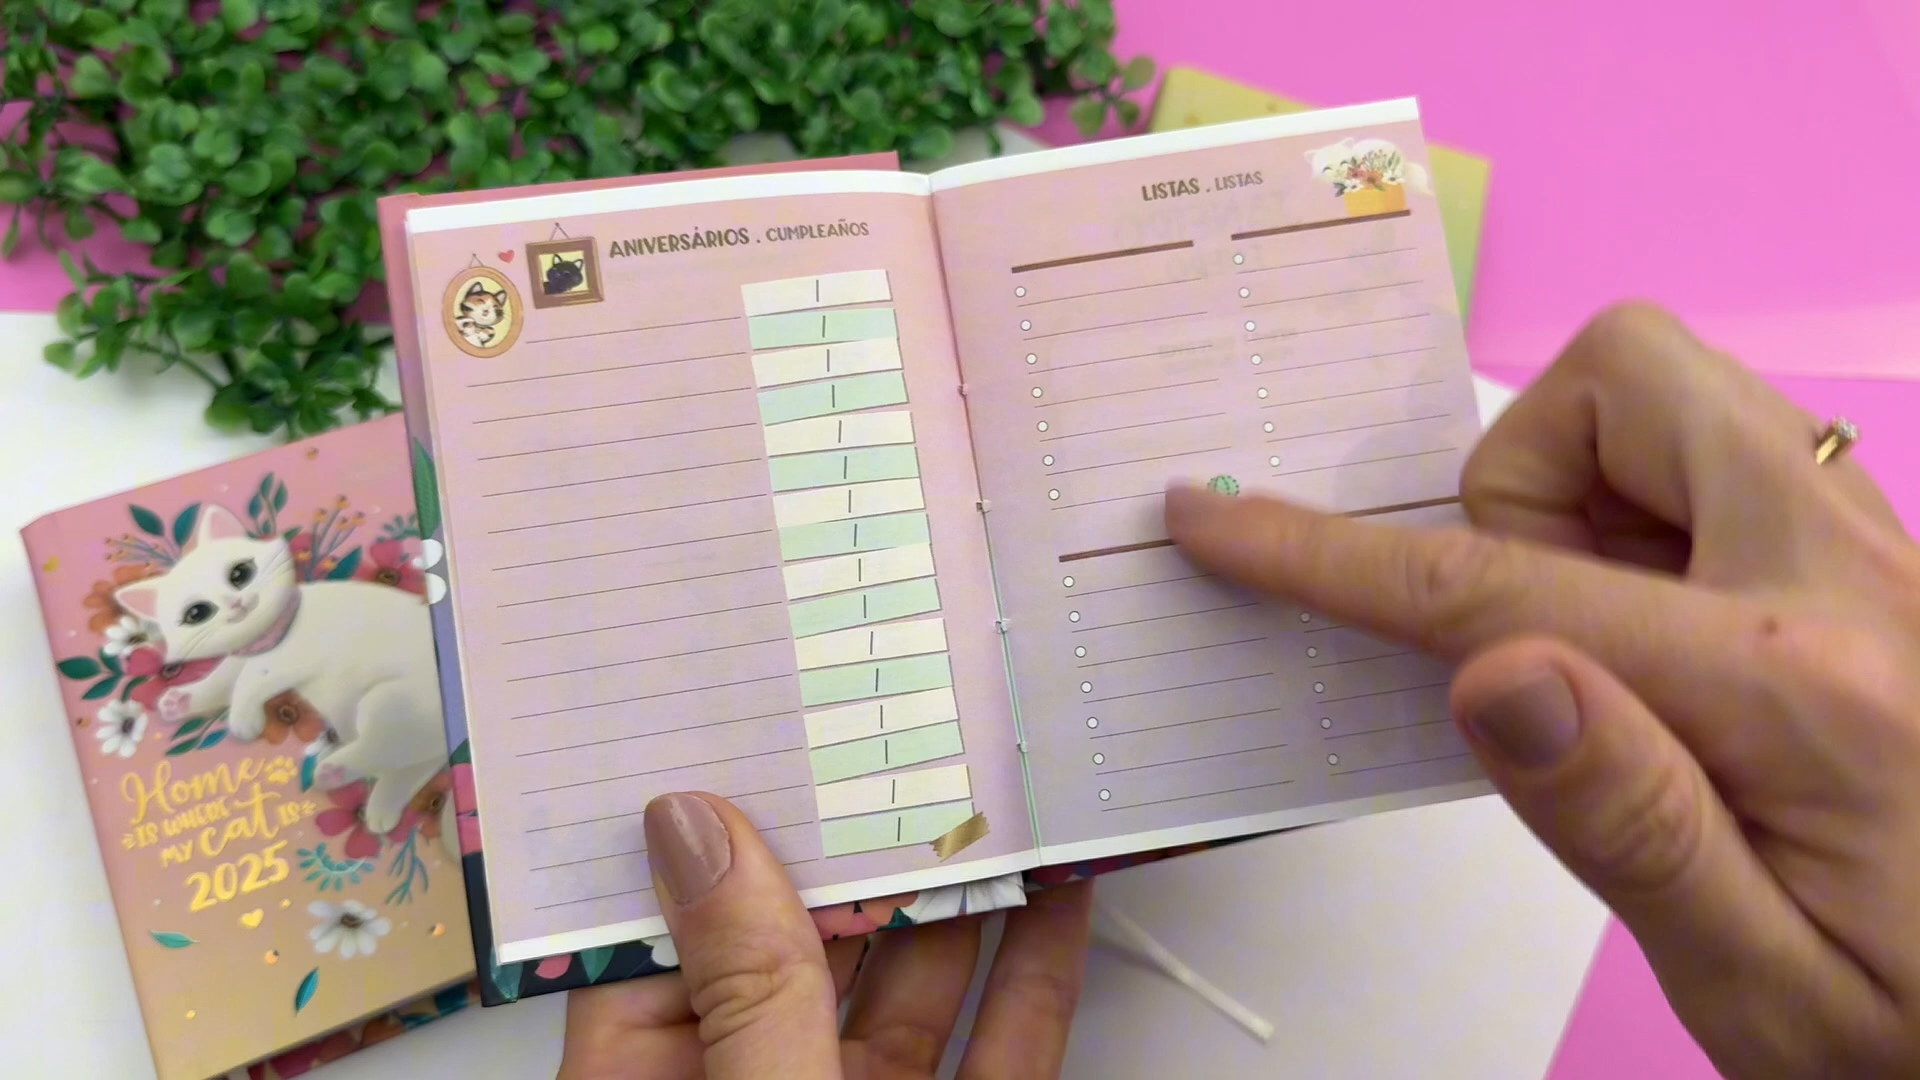 ANIVERSÁRIOS . CUMPLEAÑOS
LISTAS . LISTAS
Home
IS WHERE
MY cat IS
2025